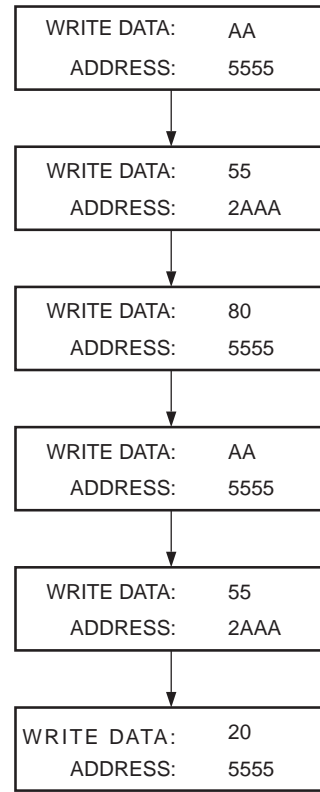 WRITE DATA: AA
ADDRESS: 5555
WRITE DATA: 55
ADDRESS: 2AAA
WRITE DATA: 80
ADDRESS: 5555
WRITE DATA: AA
ADDRESS: 5555
WRITE DATA: 55
ADDRESS: 2AAA
WRITE DATA: 20
ADDRESS: 5555